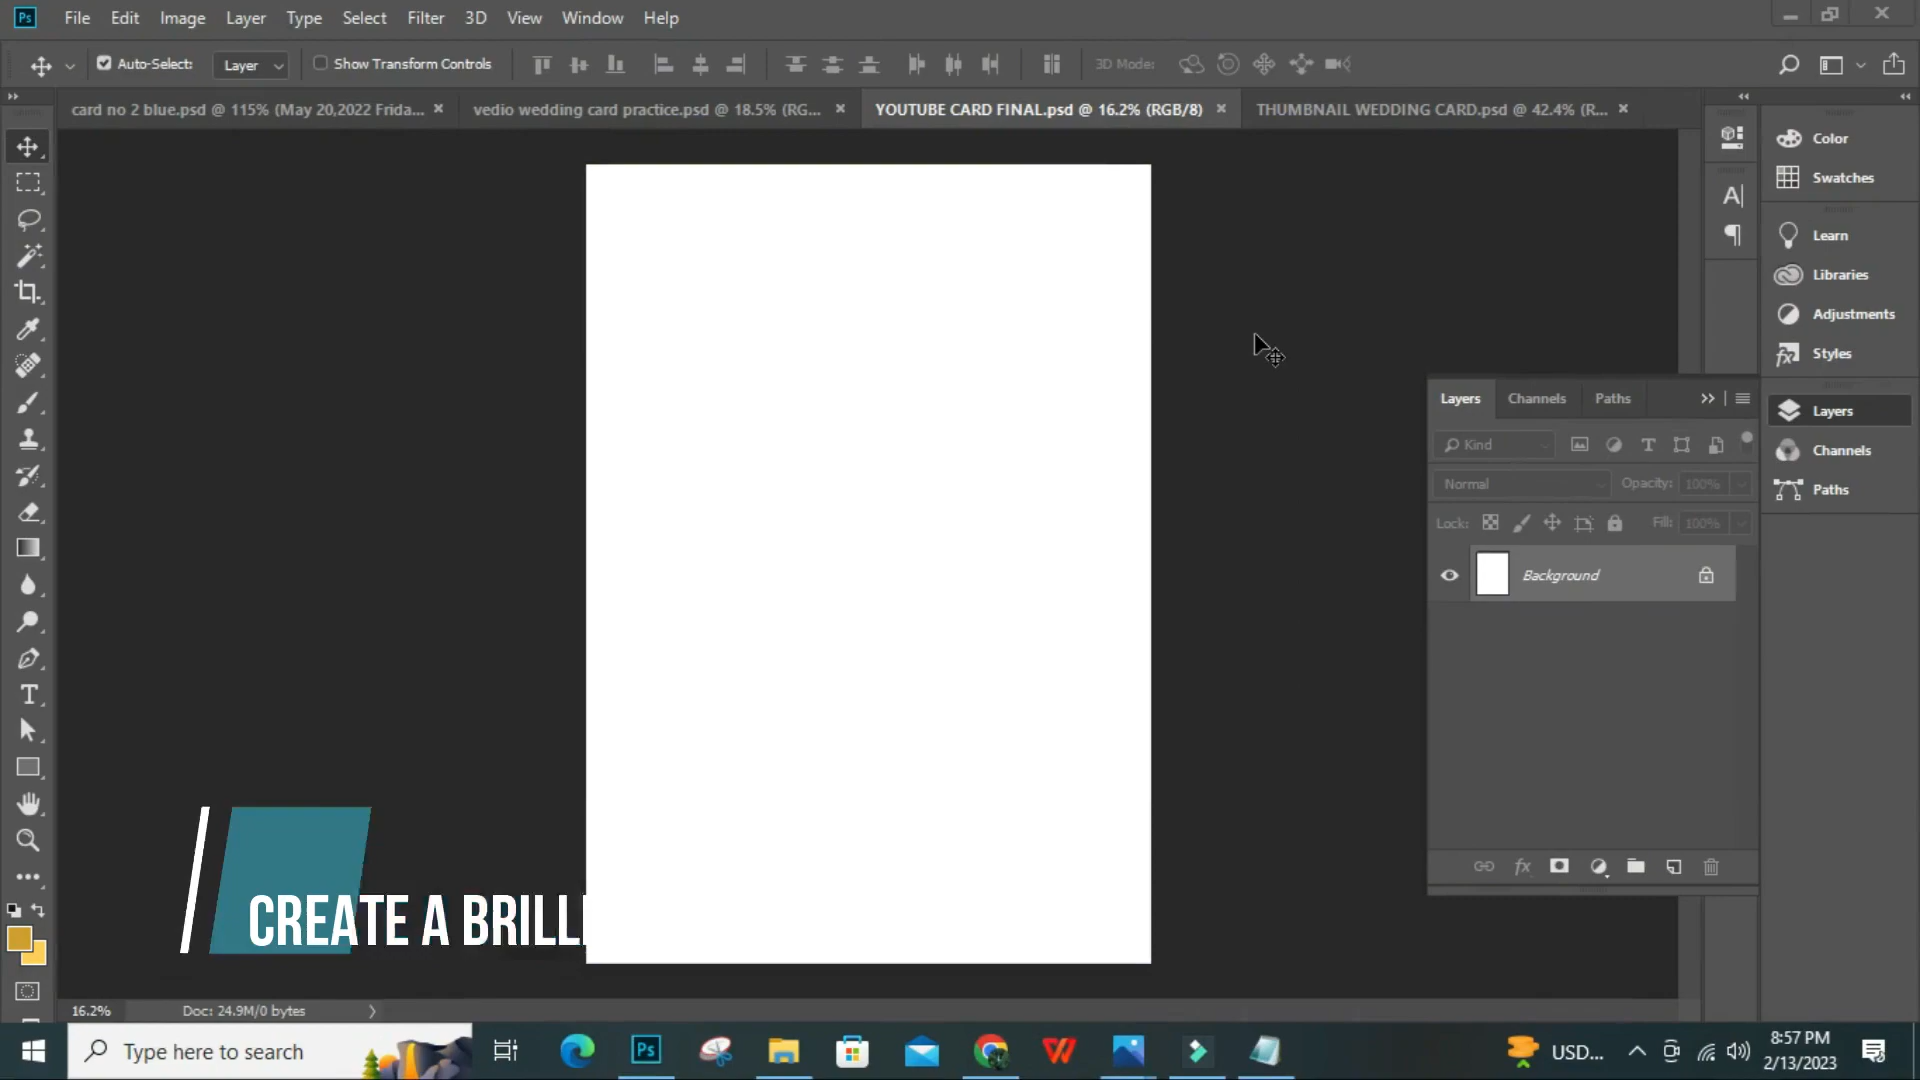 Ps File Edit Image Layer Type Select Filter 3D View Window Help
Auto-Select: Layer Show Transform Controls 3D Mode:
card no 2 blue.psd @ 115% (May 20,2022 Frida... vedio wedding card practice.psd @ 18.5% (RG... YOUTUBE CARD FINAL.psd @ 16.2% (RGB/8) THUMBNAIL WEDDING CARD.psd @ 42.4% (R...
Color
Swatches
Learn
Libraries
Adjustments
Styles
Layers
Channels
Paths
Layers Channels Paths
Kind
Normal Opacity: 100%
Lock: Fill: 100%
Background
CREATE A BRILLI
16.2% Doc: 24.9M/0 bytes
Type here to search Ps USD... 8:57 PM
2/13/2023